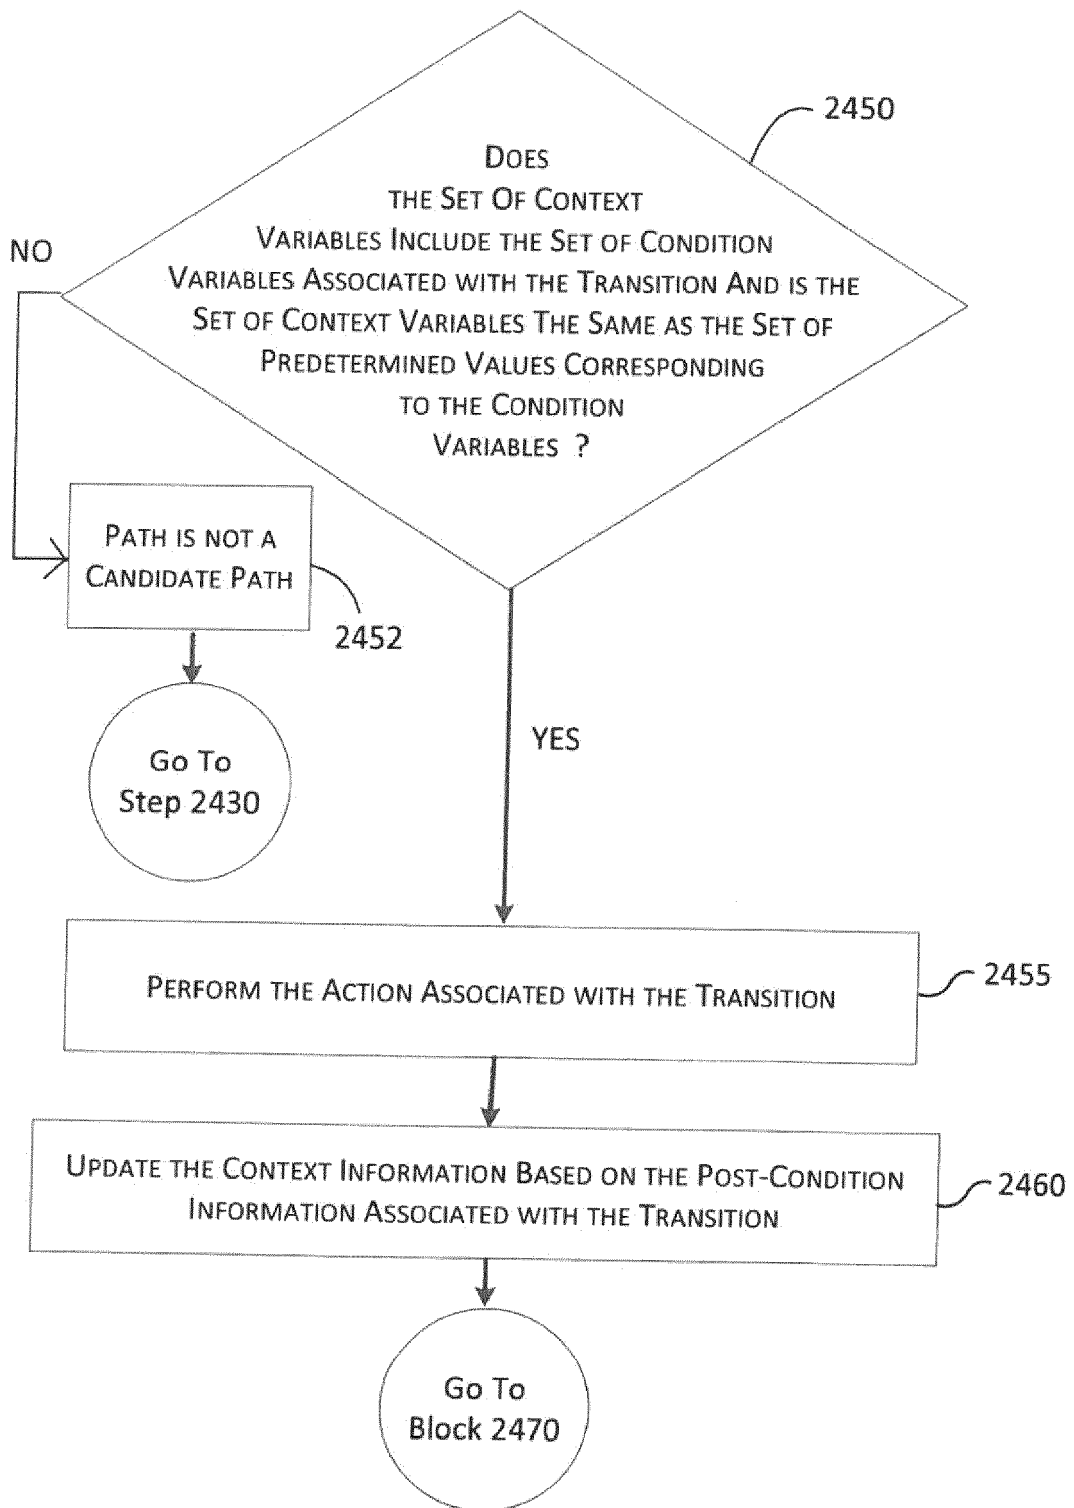 2450
DOES
THE SET OF CONTEXT
VARIABLES INCLUDE THE SET OF CONDITION
VARIABLES ASSOCIATED WITH THE TRANSITION AND IS THE
SET OF CONTEXT VARIABLES THE SAME AS THE SET OF
PREDETERMINED VALUES CORRESPONDING
TO THE CONDITION
VARIABLES ?
NO
PATH IS NOT A
CANDIDATE PATH
2452
Go To
Step 2430
YES
PERFORM THE ACTION ASSOCIATED WITH THE TRANSITION
2455
UPDATE THE CONTEXT INFORMATION BASED ON THE POST-CONDITION
INFORMATION ASSOCIATED WITH THE TRANSITION
2460
Go To
Block 2470